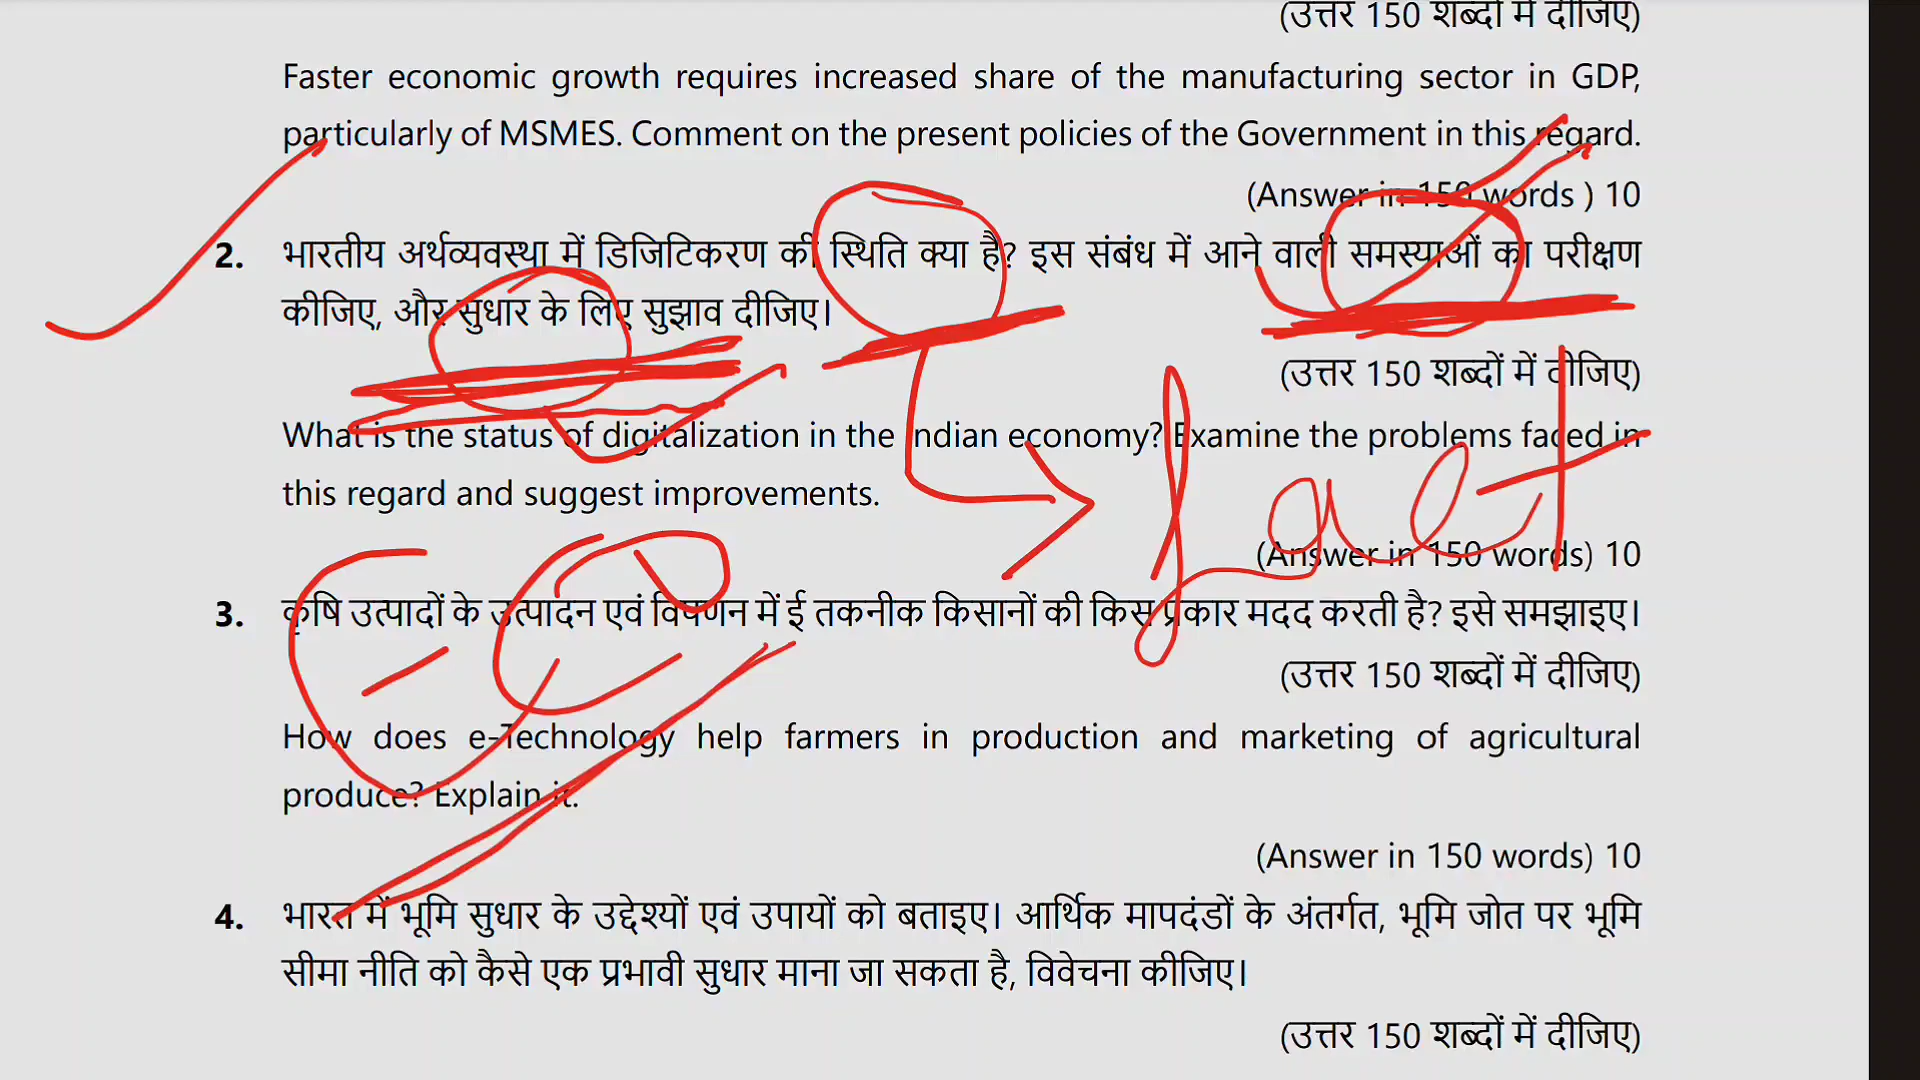 (उत्तर 150 शब्दों में दीजिए)
Faster economic growth requires increased share of the manufacturing sector in GDP,
particularly of MSMES. Comment on the present policies of the Government in this regard.
(Answer in 150 words ) 10
2. भारतीय अर्थव्यवस्था में डिजिटिकरण की स्थिति क्या है? इस संबंध में आने वाली समस्याओं का परीक्षण
कीजिए, और सुधार के लिए सुझाव दीजिए।
(उत्तर 150 शब्दों में दीजिए)
What is the status of digitalization in the Indian economy? Examine the problems faced in
this regard and suggest improvements.
fact
(Answer in 150 words) 10
3. कृषि उत्पादों के उत्पादन एवं विपणन में ई तकनीक किसानों की किस प्रकार मदद करती है? इसे समझाइए।
(उत्तर 150 शब्दों में दीजिए)
How does e-Technology help farmers in production and marketing of agricultural
produce? Explain it.
(Answer in 150 words) 10
4. भारत में भूमि सुधार के उद्देश्यों एवं उपायों को बताइए। आर्थिक मापदंडों के अंतर्गत, भूमि जोत पर भूमि
सीमा नीति को कैसे एक प्रभावी सुधार माना जा सकता है, विवेचना कीजिए।
(उत्तर 150 शब्दों में दीजिए)